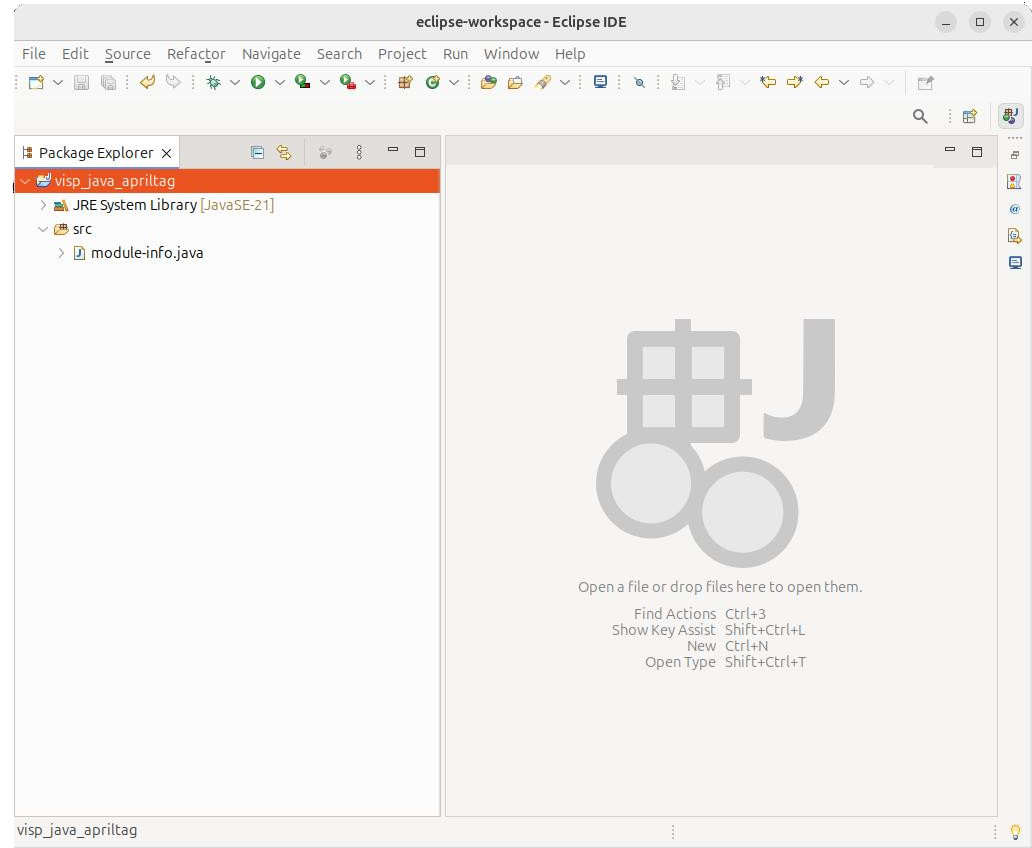 eclipse-workspace - Eclipse IDE
File Edit Source Refactor Navigate Search Project Run Window Help
Package Explorer
visp_java_apriltag
JRE System Library [JavaSE-21]
src
module-info.java
J
Open a file or drop files here to open them.
Find Actions Ctrl+3
Show Key Assist Shift+Ctrl+L
New Ctrl+N
Open Type Shift+Ctrl+T
visp_java_apriltag